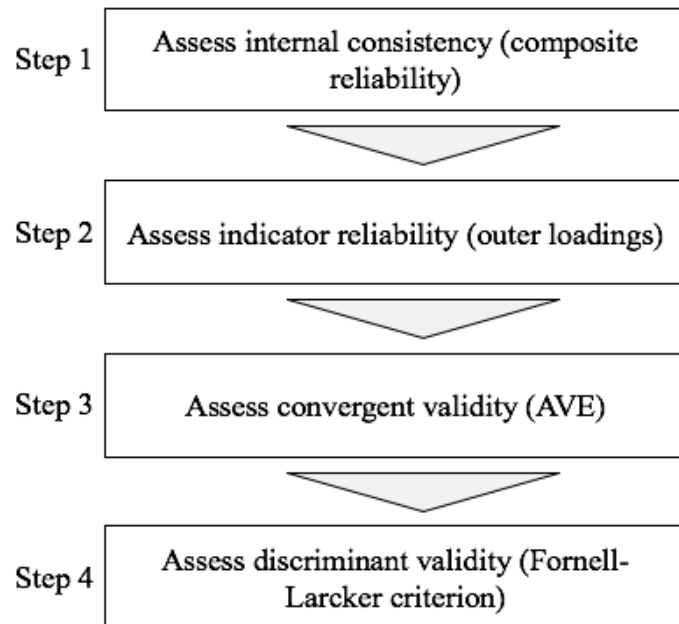 Step 1
Assess internal consistency (composite
reliability)
Step 2
Assess indicator reliability (outer loadings)
Step 3
Assess convergent validity (AVE)
Step 4
Assess discriminant validity (Fornell-
Larcker criterion)